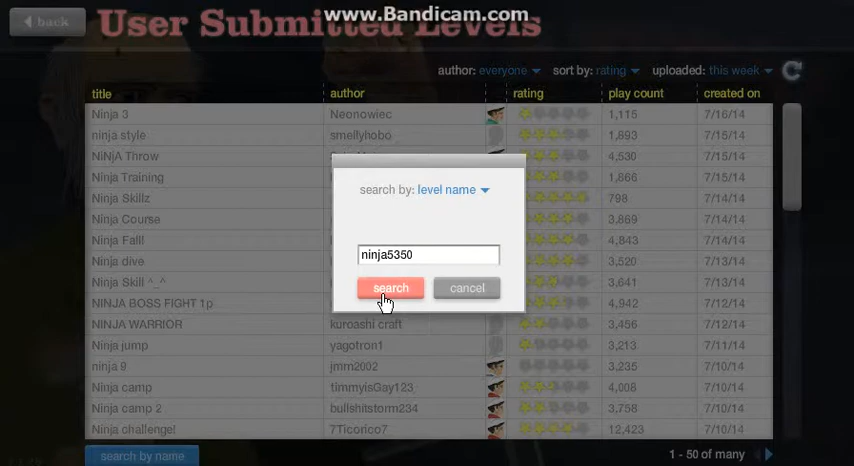 www.Bandicam.com
back
User Submitted Levels
author: everyone sort by: rating uploaded: this week
title author rating play count created on
Ninja 3 Neonowiec 1,115 7/16/14
ninja style smellyhobo 1,893 7/15/14
NiNjA Throw 4,530 7/15/14
Ninja Training 1,866 7/15/14
Ninja Skillz 798 7/14/14
Ninja Course 3,869 7/14/14
Ninja Fall! 4,843 7/14/14
Ninja dive 3,520 7/13/14
Ninja Skill ^_^ 3,641 7/13/14
NINJA BOSS FIGHT 1p 4,942 7/12/14
NINJA WARRIOR kuroashi craft 3,456 7/12/14
Ninja jump yagotron1 3,213 7/11/14
ninja 9 jmm2002 3,235 7/10/14
Ninja camp timmyisGay123 4,008 7/10/14
Ninja camp 2 bullshitstorm234 3,758 7/10/14
Ninja challenge! 7Ticorico7 12,423 7/10/14
search by: level name
ninja5350
search cancel
search by name 1 - 50 of many